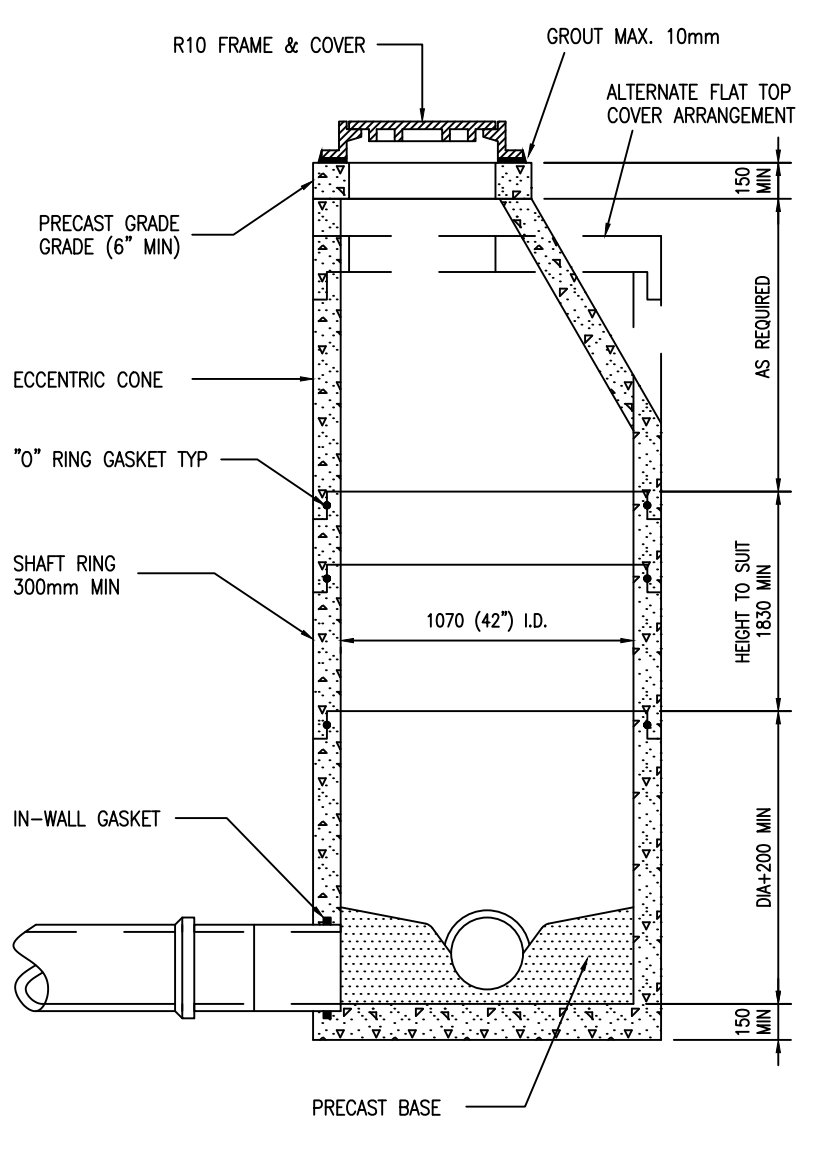 R10 FRAME & COVER
GROUT MAX. 10mm
ALTERNATE FLAT TOP
COVER ARRANGEMENT
150
MIN
PRECAST GRADE
GRADE (6" MIN)
AS REQUIRED
ECCENTRIC CONE
"O" RING GASKET TYP
SHAFT RING
300mm MIN
HEIGHT TO SUIT
1830 MIN
1070 (42") I.D.
IN-WALL GASKET
DIA+200 MIN
150
MIN
PRECAST BASE